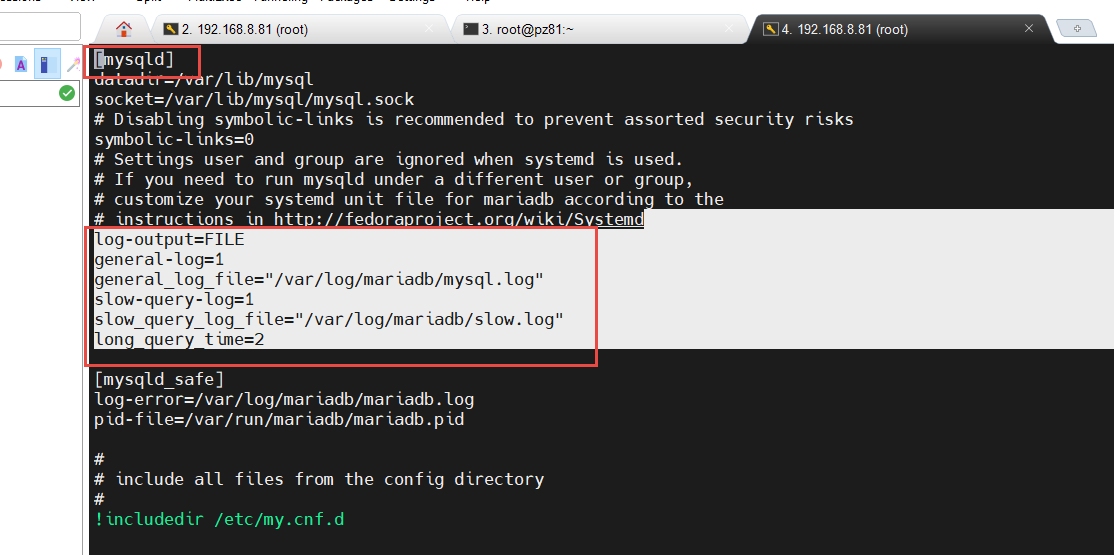 2. 192.168.8.81 (root)
3. root@pz81:~
4. 192.168.8.81 (root)
[mysqld]
datadir=/var/lib/mysql
socket=/var/lib/mysql/mysql.sock
# Disabling symbolic-links is recommended to prevent assorted security risks
symbolic-links=0
# Settings user and group are ignored when systemd is used.
# If you need to run mysqld under a different user or group,
# customize your systemd unit file for mariadb according to the
# instructions in http://fedoraproject.org/wiki/Systemd
log-output=FILE
general-log=1
general_log_file="/var/log/mariadb/mysql.log"
slow-query-log=1
slow_query_log_file="/var/log/mariadb/slow.log"
long_query_time=2
[mysqld_safe]
log-error=/var/log/mariadb/mariadb.log
pid-file=/var/run/mariadb/mariadb.pid
#
# include all files from the config directory
#
!includedir /etc/my.cnf.d